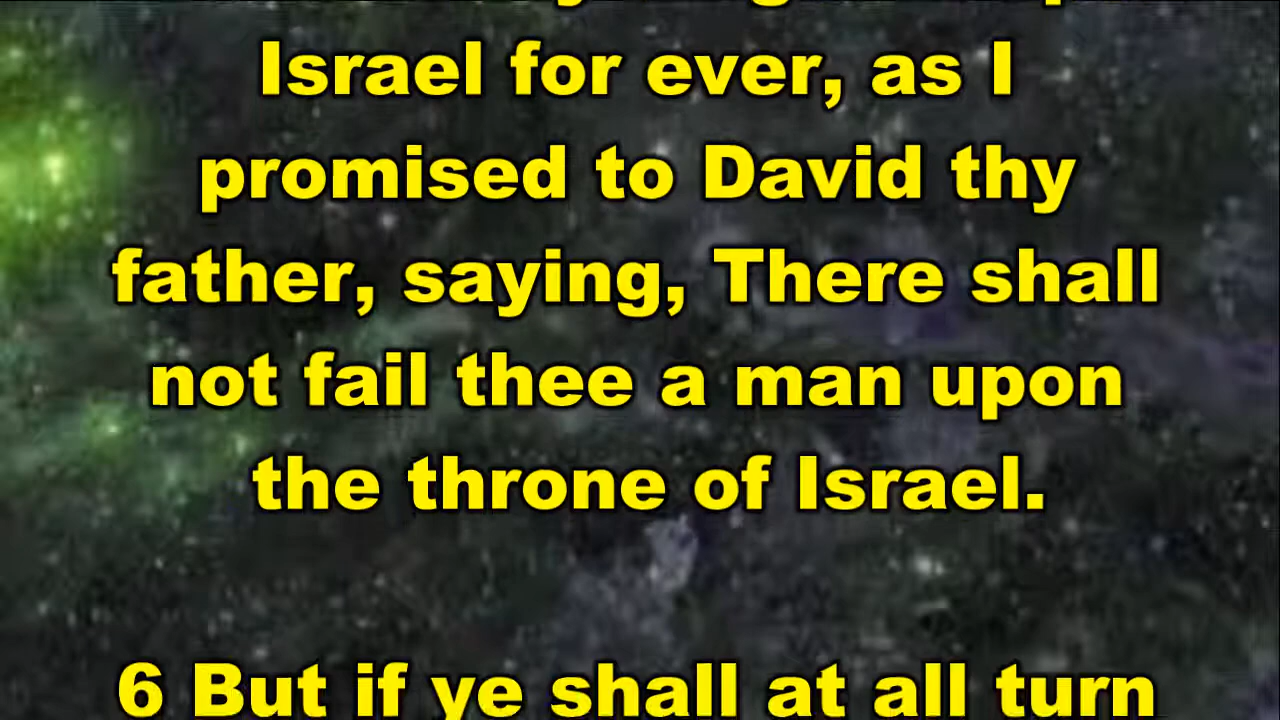 Israel for ever, as I
promised to David thy
father, saying, There shall
not fail thee a man upon
the throne of Israel.
6 But if ye shall at all turn